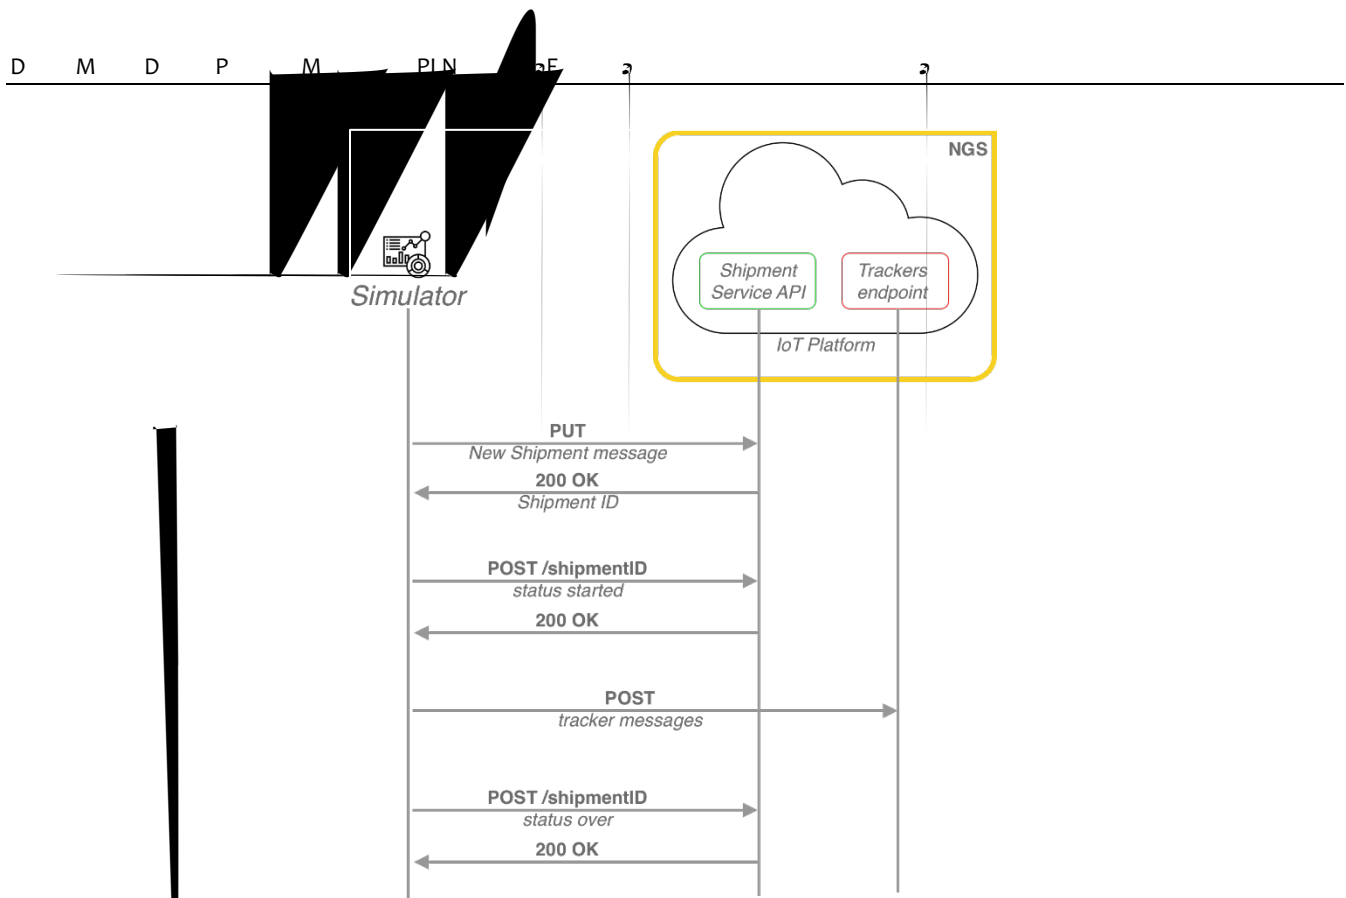 D M D P M PLN F
NGS
Shipment
Service API
Trackers
endpoint
Simulator
IoT Platform
PUT
New Shipment message
200 OK
Shipment ID
POST /shipmentID
status started
200 OK
POST
tracker messages
POST /shipmentID
status over
200 OK